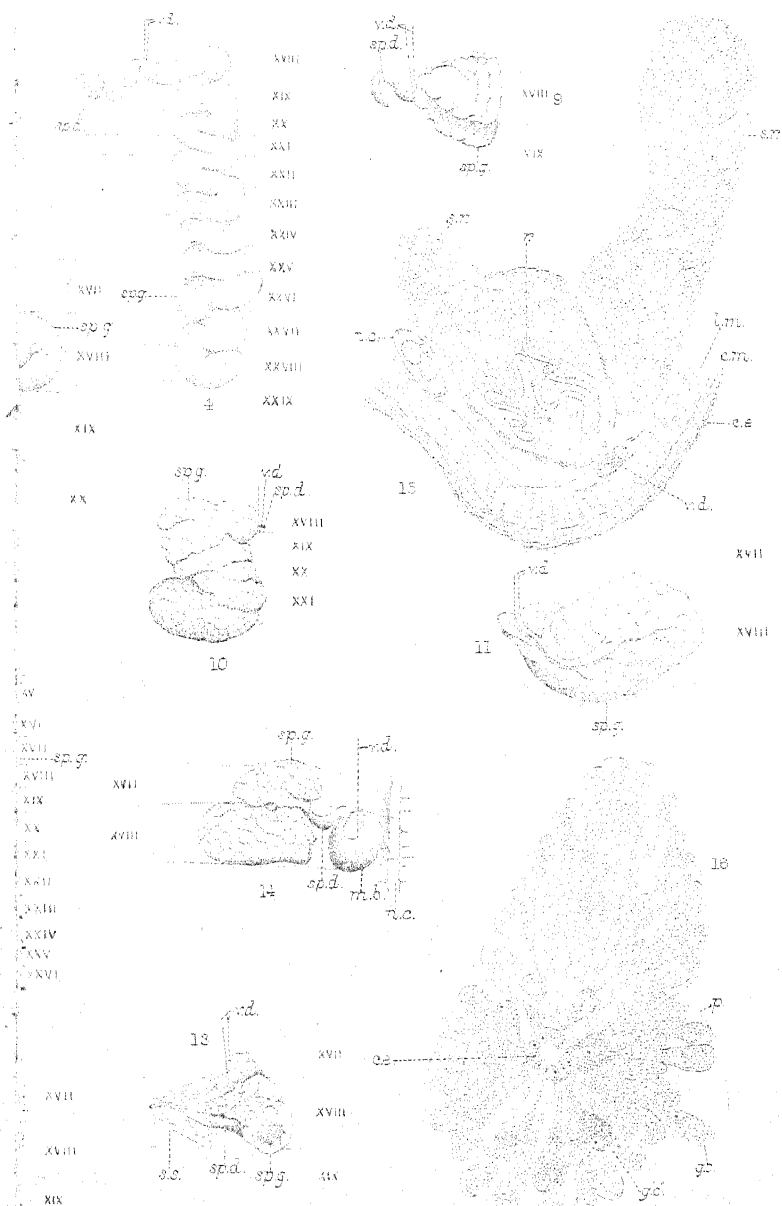 v.d.
XVIII
XIX
XX
XXI
XXII
XXIII
XXIV
XXV
XXVI
XXVII
XXVIII
XXIX
sp.d.
sp.g.
4
v.d.
sp.d.
XVIII
9
XIX
sp.g.
s.m.
s.m.
n.c.
l.m.
c.m.
c.e.
v.d.
15
XVII
sp.g
XVIII
XIX
XX
sp.g.
v.d
sp.d.
XVIII
XIX
XX
XXI
10
XVII
v.d
XVIII
11
sp.g.
XV
XVI
XVII
sp.g.
XVIII
XIX
XX
XXI
XXII
XXIII
XXIV
XXV
XXVI
sp.g.
v.d.
XVII
XVIII
14
sp.d.
m.b.
n.c.
16
p.
c.e.
g.c.
g.c.
v.d.
13
XVII
XVIII
XIX
s.s.
sp.d.
sp.g.
XVII
XVIII
XIX